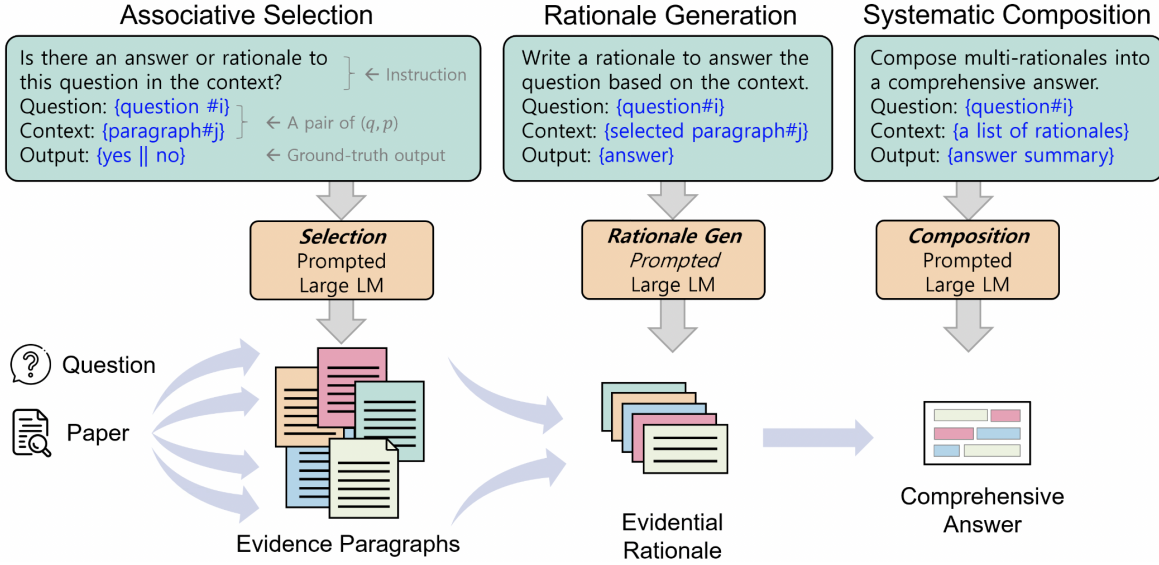 Associative Selection
Is there an answer or rationale to
this question in the context?
← Instruction
Question: {question #i}
Context: {paragraph#j}
← A pair of (q, p)
Output: {yes || no}
← Ground-truth output
Selection
Prompted
Large LM
Rationale Generation
Write a rationale to answer the
question based on the context.
Question: {question#i}
Context: {selected paragraph#j}
Output: {answer}
Rationale Gen
Prompted
Large LM
Systematic Composition
Compose multi-rationales into
a comprehensive answer.
Question: {question#i}
Context: {a list of rationales}
Output: {answer summary}
Composition
Prompted
Large LM
Question
Paper
Evidence Paragraphs
Evidential
Rationale
Comprehensive
Answer